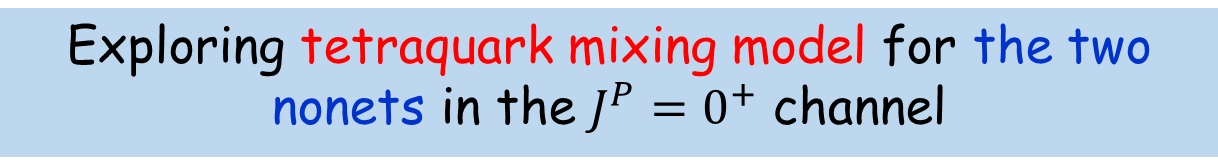 Exploring tetraquark mixing model for the two
nonets in the J^P = 0^+ channel